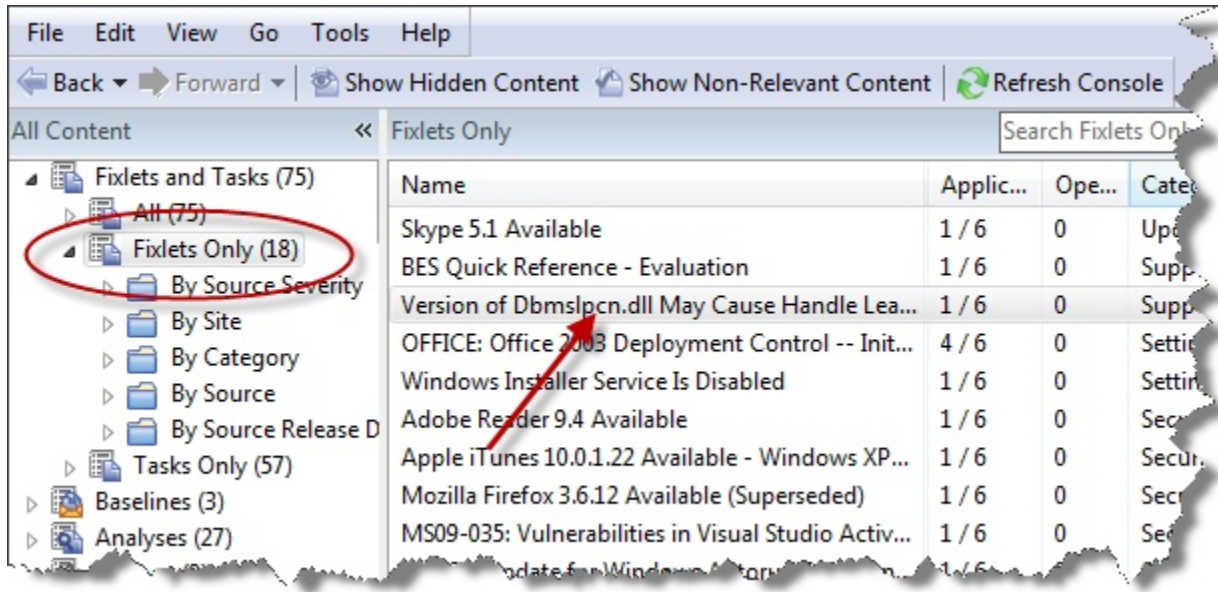 File Edit View Go Tools Help
Back Forward Show Hidden Content Show Non-Relevant Content Refresh Console
All Content « Fixlets Only Search Fixlets
Fixlets and Tasks (75)
All (75)
Fixlets Only (18)
By Source Severity
By Site
By Category
By Source
By Source Release D
Tasks Only (57)
Baselines (3)
Analyses (27)
Name Applic... Ope...
Skype 5.1 Available 1 / 6 0
BES Quick Reference - Evaluation 1 / 6 0 Supp
Version of Dbmslpcn.dll May Cause Handle Lea... 1 / 6 0 Supp
OFFICE: Office 2003 Deployment Control -- Init... 4 / 6 0
Windows Installer Service Is Disabled 1 / 6 0
Adobe Reader 9.4 Available 1 / 6 0
Apple iTunes 10.0.1.22 Available - Windows XP... 1 / 6 0
Mozilla Firefox 3.6.12 Available (Superseded) 1 / 6 0
MS09-035: Vulnerabilities in Visual Studio Activ... 1 / 6 0